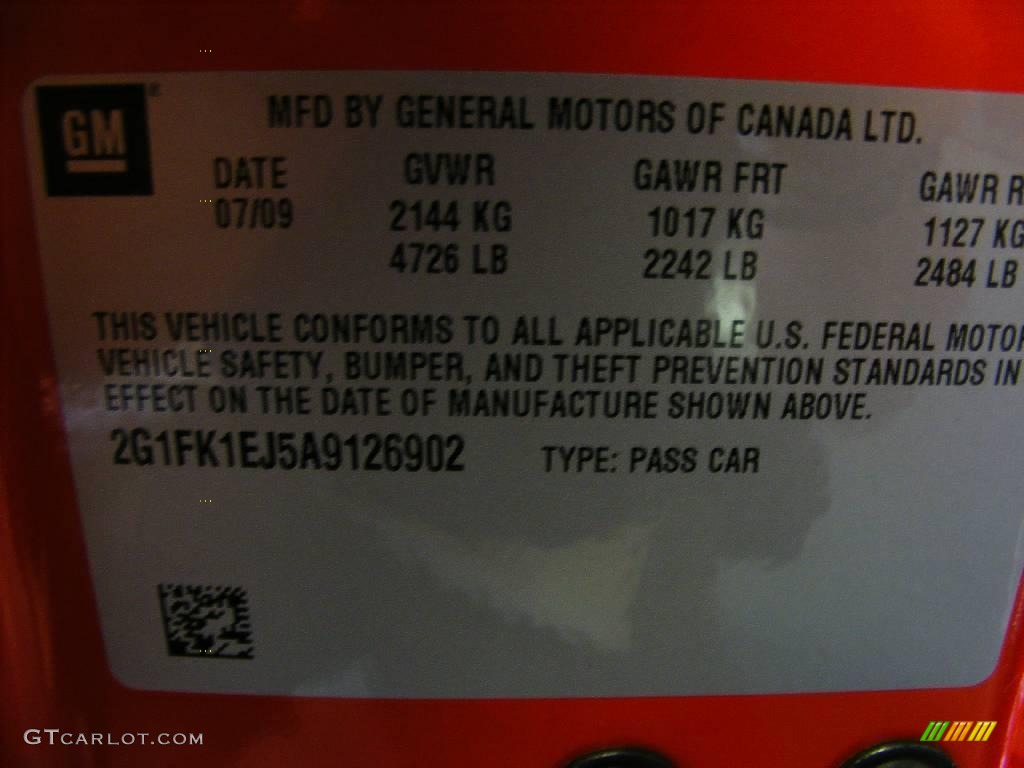 GM
MFD BY GENERAL MOTORS OF CANADA LTD.
DATE GVWR GAWR FRT GAWR R
07/09 2144 KG 1017 KG 1127 KG
4726 LB 2242 LB 2484 LB
THIS VEHICLE CONFORMS TO ALL APPLICABLE U.S. FEDERAL MOTOR
VEHICLE SAFETY, BUMPER, AND THEFT PREVENTION STANDARDS IN
EFFECT ON THE DATE OF MANUFACTURE SHOWN ABOVE.
2G1FK1EJ5A9126902 TYPE: PASS CAR
GTCARLOT.COM